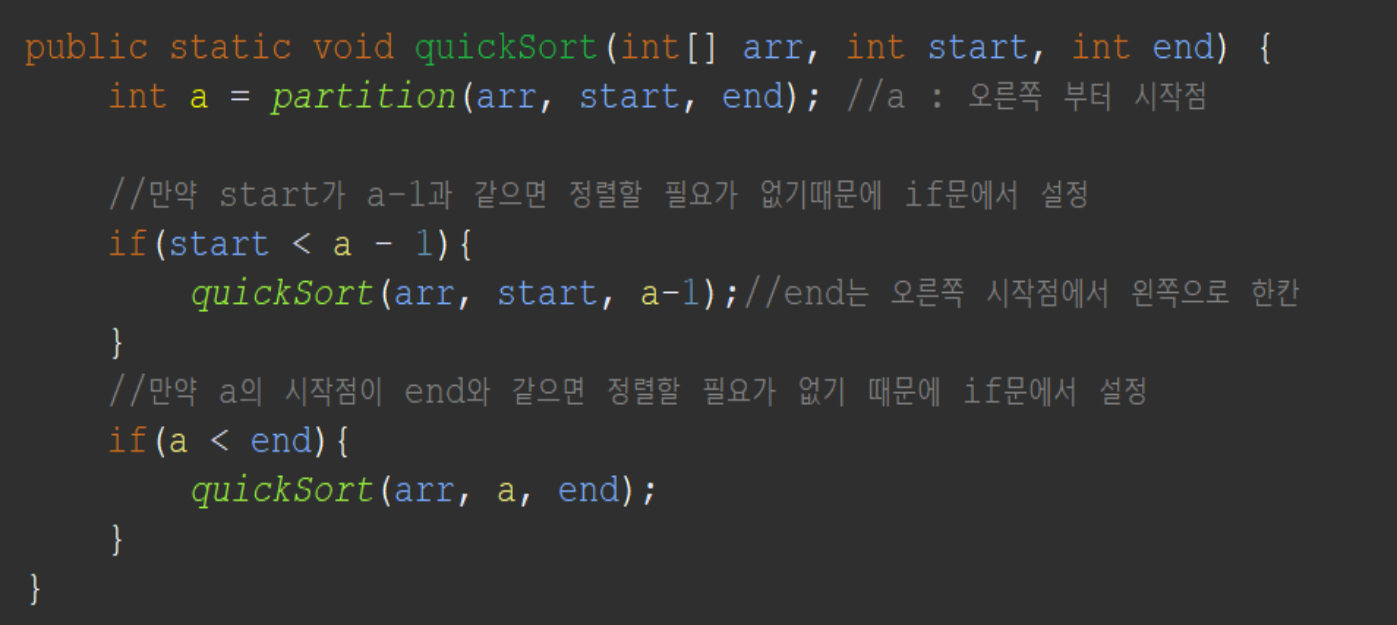 public static void quickSort(int[] arr, int start, int end) {
int a = partition(arr, start, end); //a : 오른쪽 부터 시작점
//만약 start가 a-1과 같으면 정렬할 필요가 없기때문에 if문에서 설정
if(start < a - 1){
quickSort(arr, start, a-1);//end는 오른쪽 시작점에서 왼쪽으로 한칸
}
//만약 a의 시작점이 end와 같으면 정렬할 필요가 없기 때문에 if문에서 설정
if(a < end){
quickSort(arr, a, end);
}
}